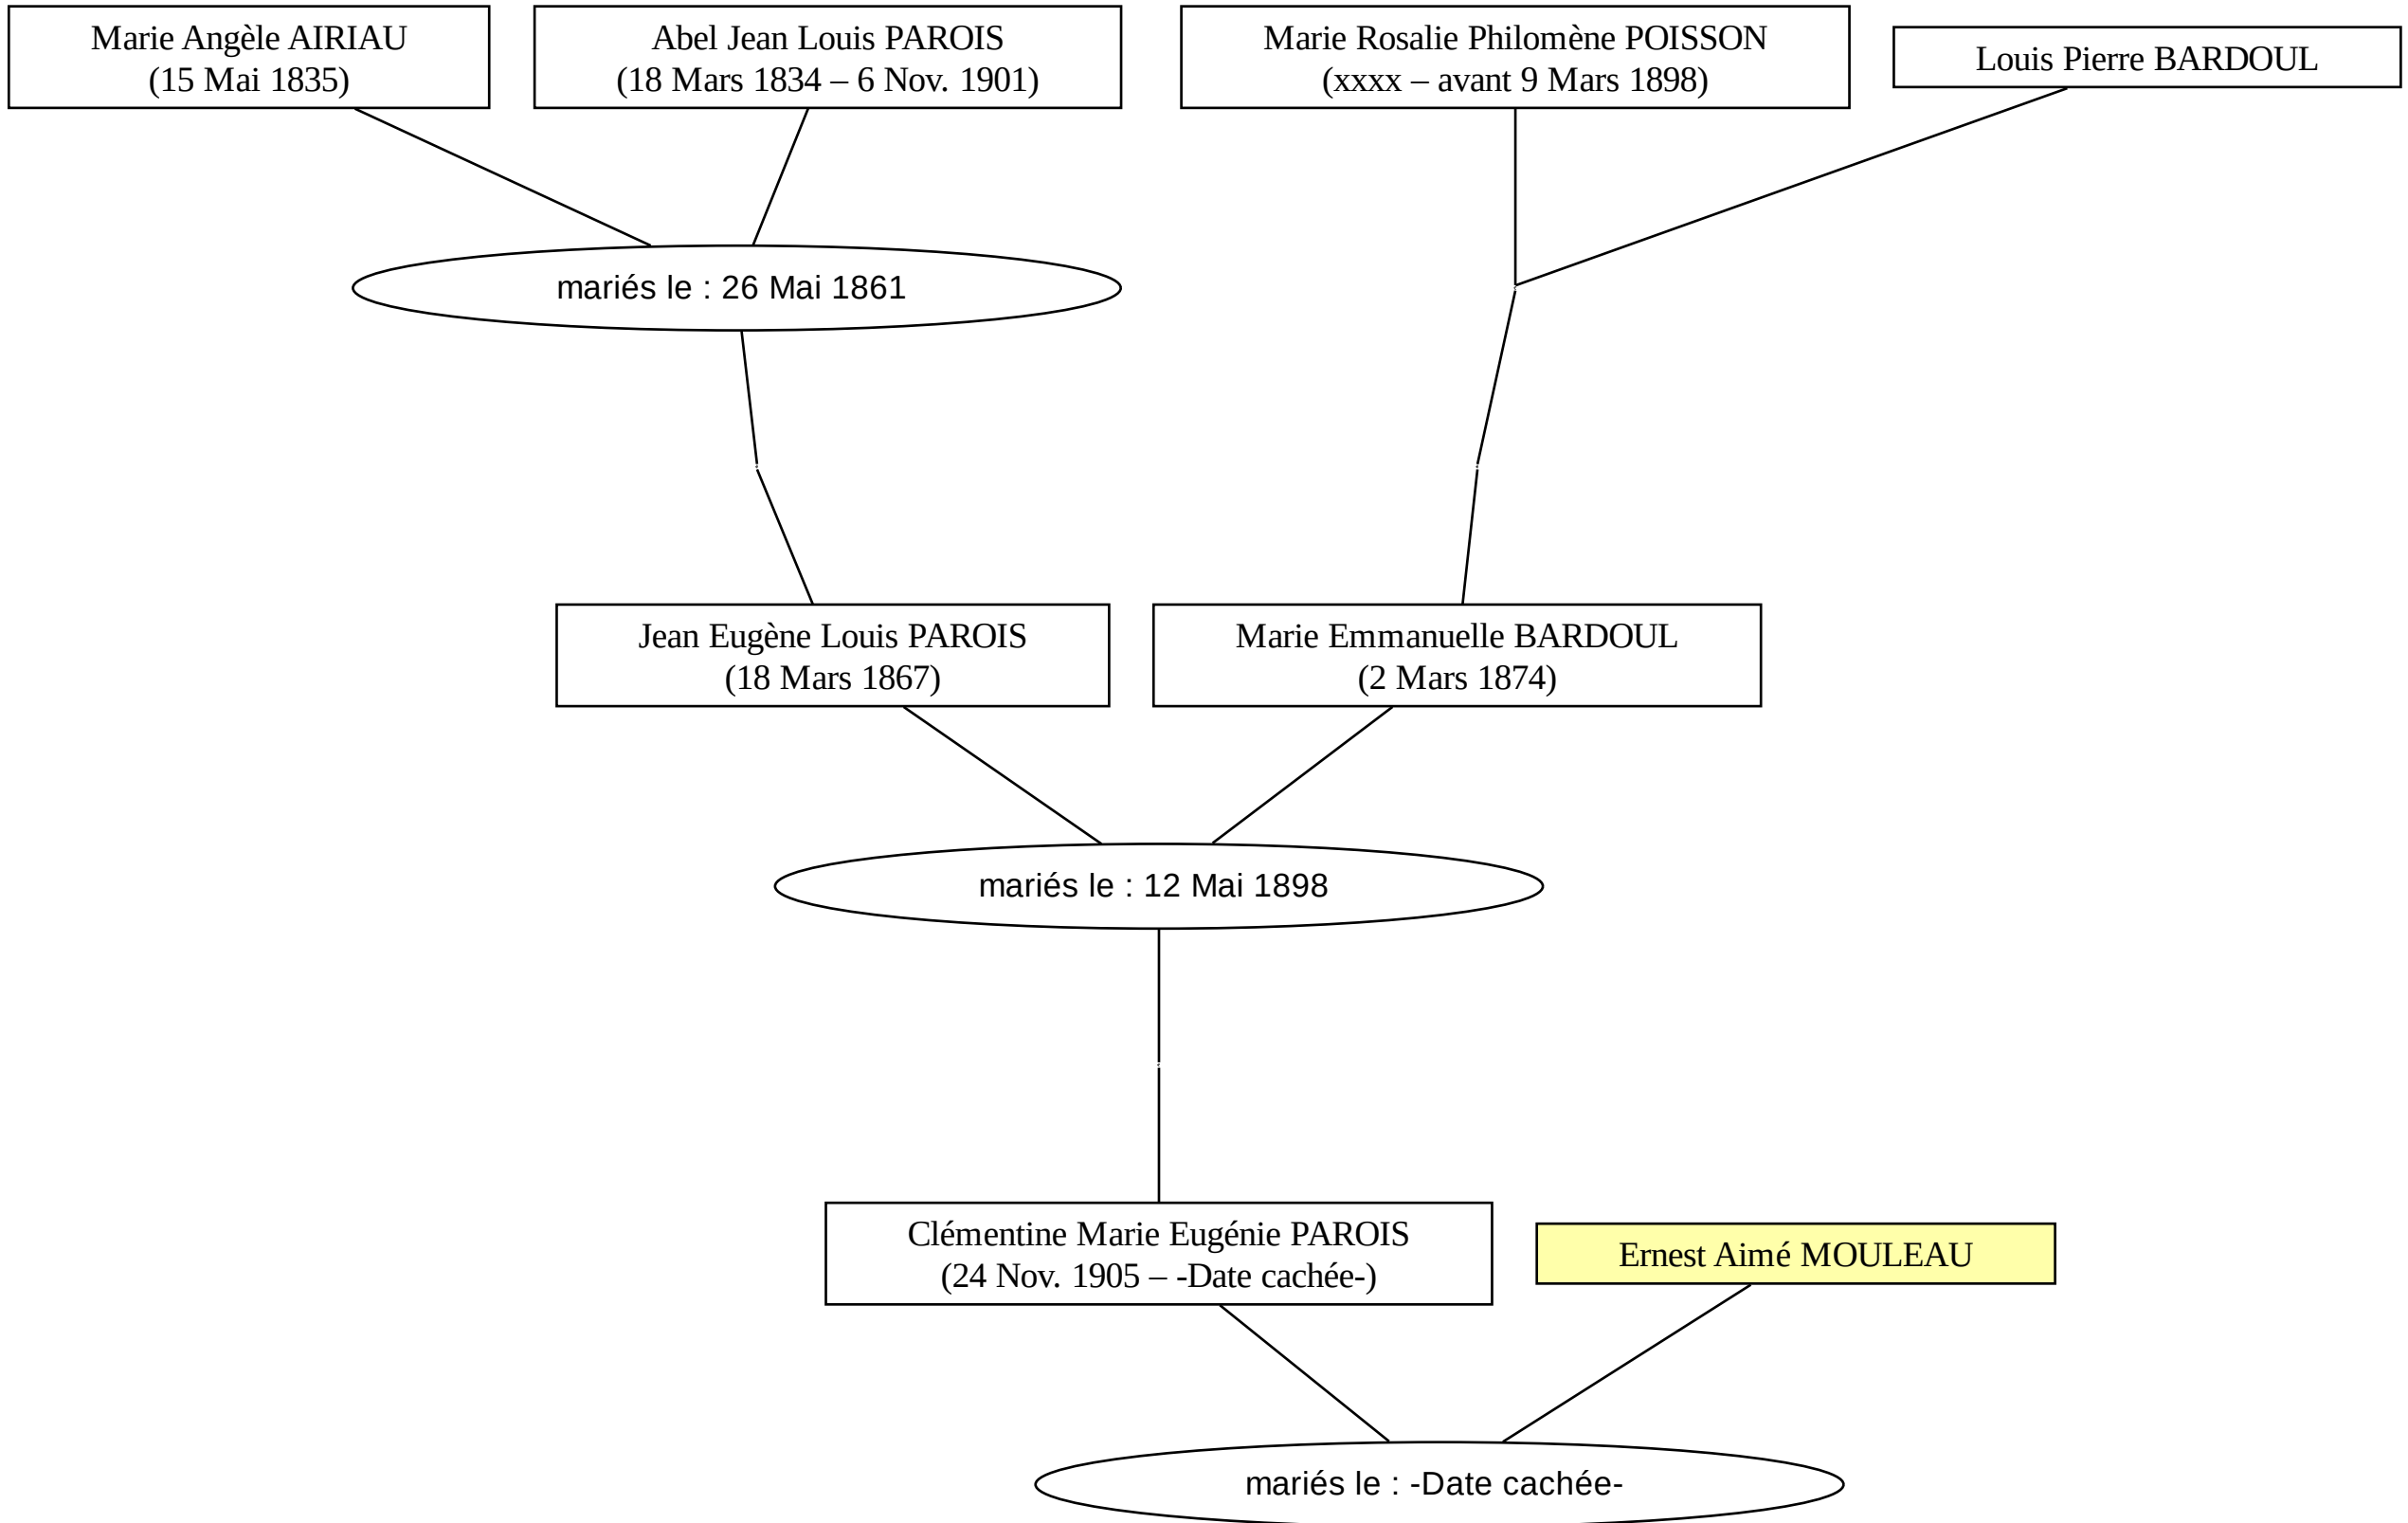 Marie Angèle AIRIAU
(15 Mai 1835)
Abel Jean Louis PAROIS
(18 Mars 1834 – 6 Nov. 1901)
Marie Rosalie Philomène POISSON
(xxxx – avant 9 Mars 1898)
Louis Pierre BARDOUL
mariés le : 26 Mai 1861
Jean Eugène Louis PAROIS
(18 Mars 1867)
Marie Emmanuelle BARDOUL
(2 Mars 1874)
mariés le : 12 Mai 1898
Clémentine Marie Eugénie PAROIS
(24 Nov. 1905 – -Date cachée-)
Ernest Aimé MOULEAU
mariés le : -Date cachée-